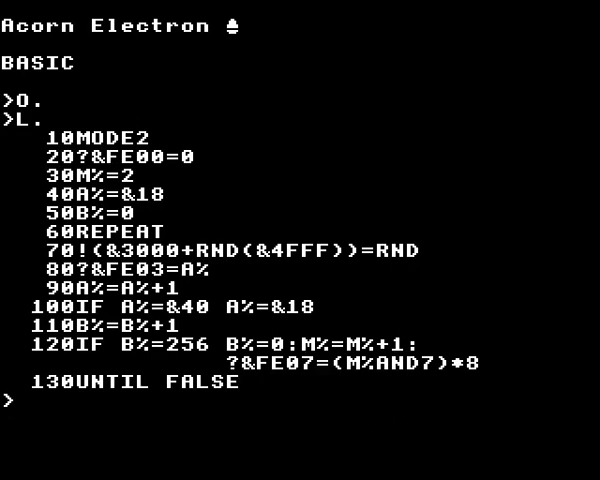 Acorn Electron
BASIC
>O.
>L.
10MODE2
20?&FE00=0
30M%=2
40A%=&18
50B%=0
60REPEAT
70!(&3000+RND(&4FFF))=RND
80?&FE03=A%
90A%=A%+1
100IF A%=&40 A%=&18
110B%=B%+1
120IF B%=256 B%=0:M%=M%+1:
?&FE07=(M%AND7)*8
130UNTIL FALSE
>